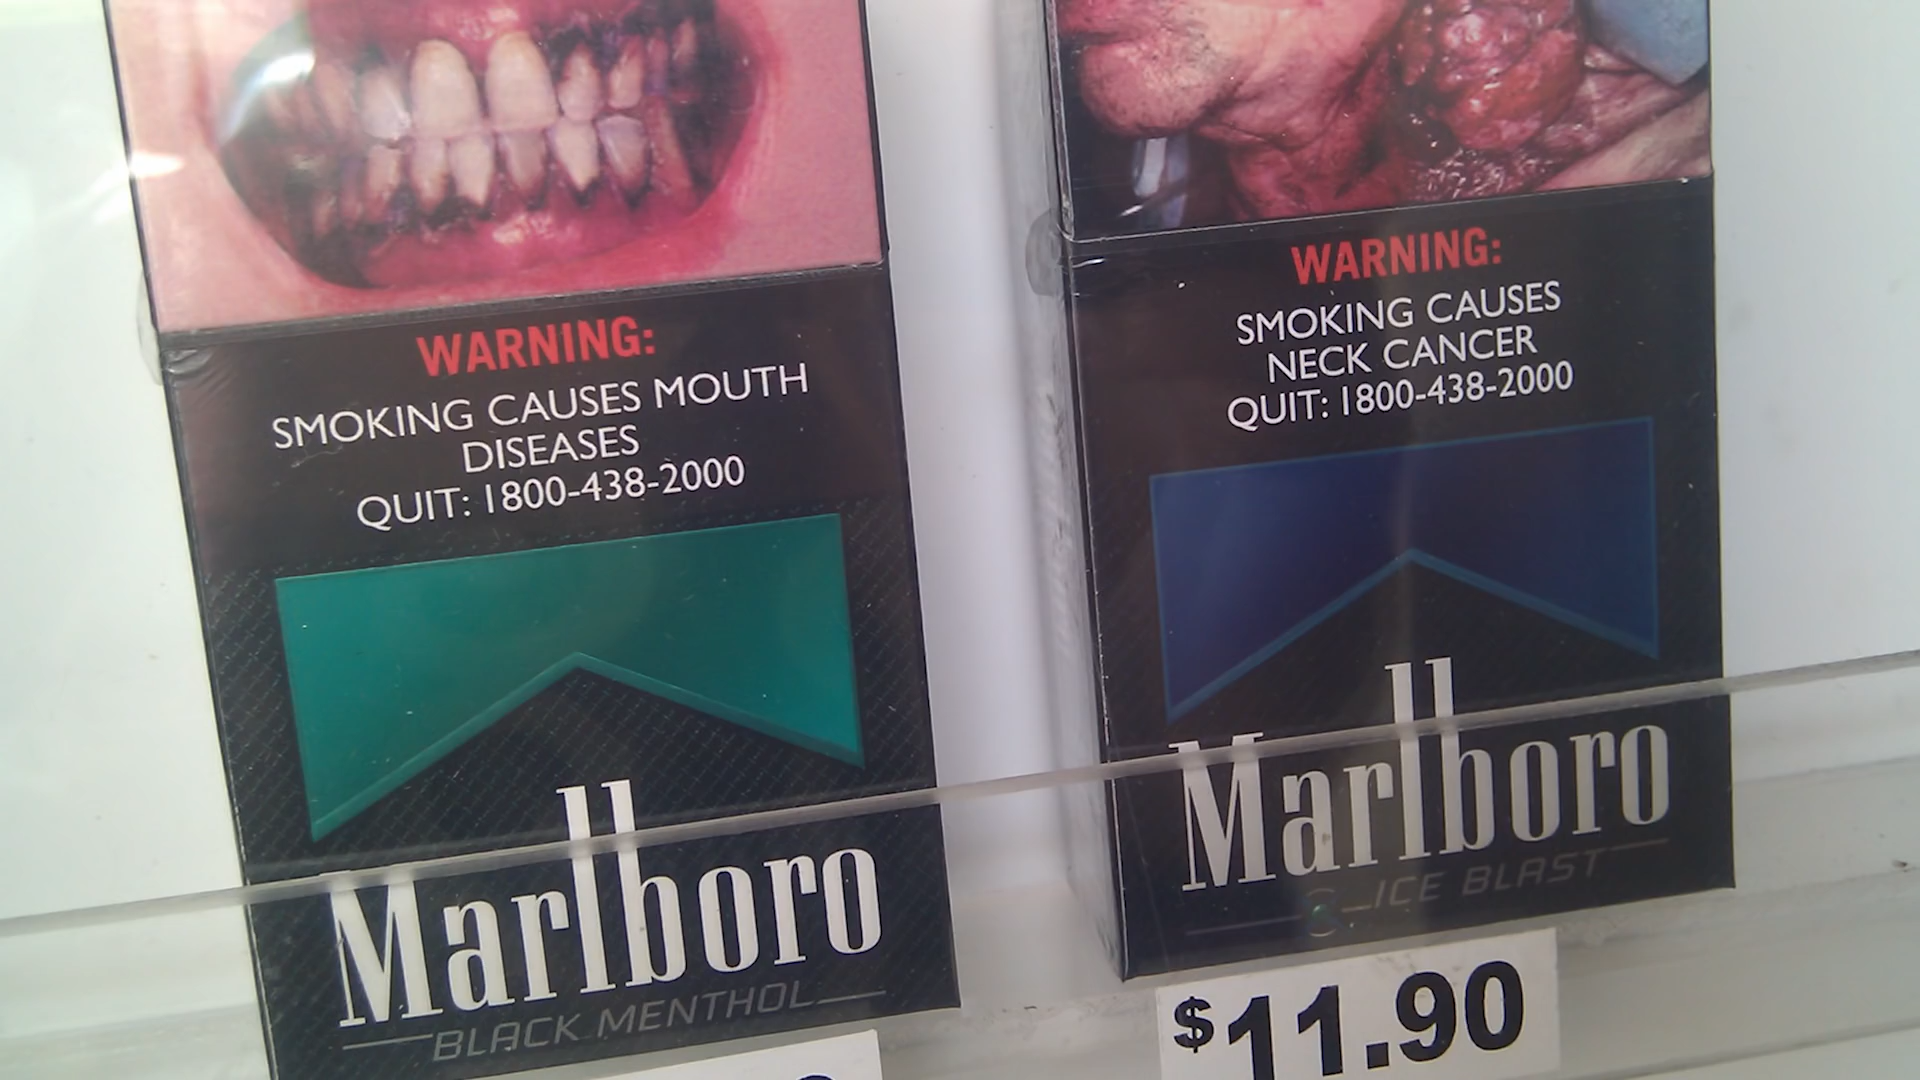 WARNING:
SMOKING CAUSES MOUTH
DISEASES
QUIT: 1800-438-2000
Marlboro
BLACK MENTHOL
WARNING:
SMOKING CAUSES
NECK CANCER
QUIT: 1800-438-2000
Marlboro
ICE BLAST
$11.90